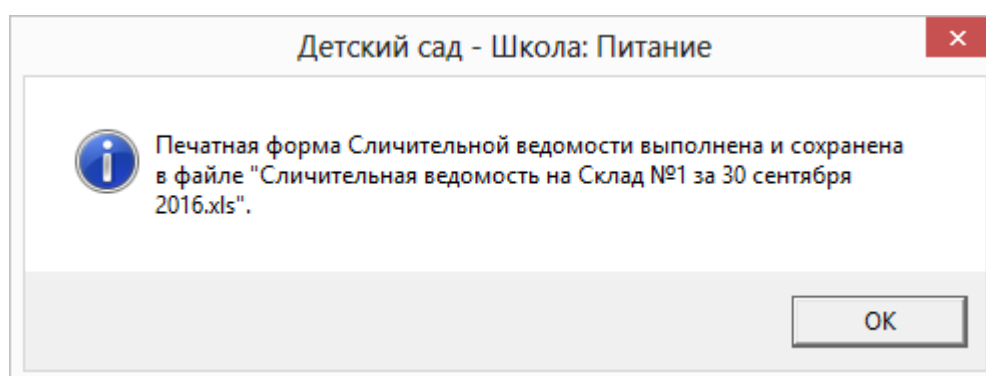 Детский сад - Школа: Питание
Печатная форма Сличительной ведомости выполнена и сохранена
в файле "Сличительная ведомость на Склад №1 за 30 сентября
2016.xls".
OK